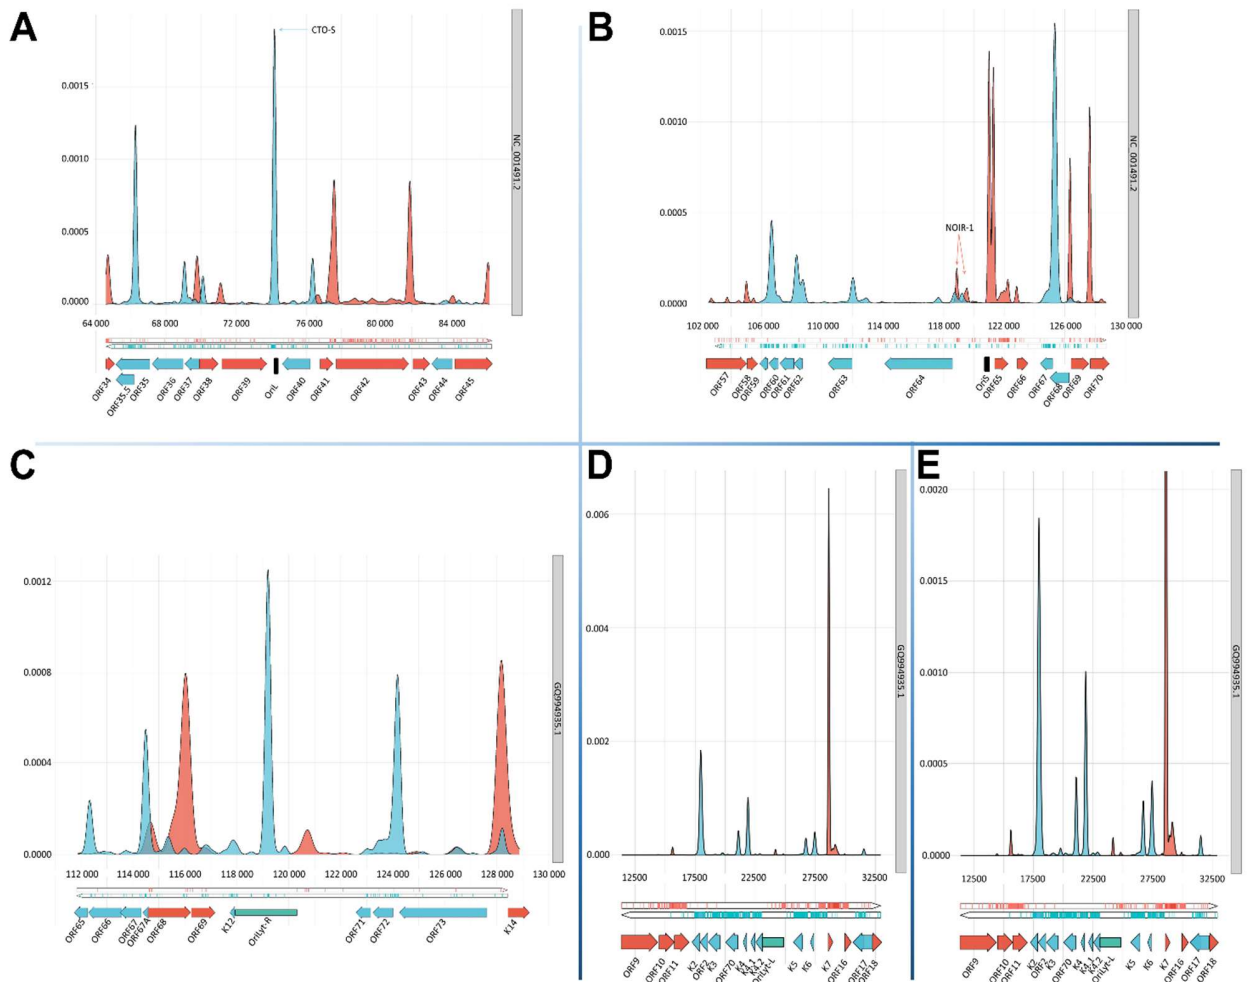 A
CTO-S
0.0015
0.0010
0.0005
0.0000
64 000 68 000 72 000 76 000 80 000 84 000
NC_001491.2
ORF34 ORF35.5 ORF35 ORF36 ORF37 ORF38 ORF39 OriL ORF40 ORF41 ORF42 ORF43 ORF44 ORF45
B
0.0015
0.0010
0.0005
0.0000
NOIR-1
102 000 106 000 110 000 114 000 118 000 122 000 126 000 130 000
NC_001491.2
ORF57 ORF58 ORF59 ORF60 ORF61 ORF62 ORF63 ORF64 OriS ORF65 ORF66 ORF67 ORF68 ORF69 ORF70
C
0.0012
0.0008
0.0004
0.0000
112 000 114 000 116 000 118 000 120 000 122 000 124 000 126 000 128 000 130 000
GQ994935.1
ORF65 ORF66 ORF67 ORF67A ORF68 ORF69 K12 OriLyt-R ORF71 ORF72 ORF73 K14
D
0.006
0.004
0.002
0.000
12500 17500 22500 27500 32500
GQ994935.1
ORF9 ORF10 ORF11 K2 ORF2 K3 ORF70 K4 K4.1 K4.2 OriLyt-L K5 K6 K7 ORF16 ORF17 ORF18
E
0.0020
0.0015
0.0010
0.0005
0.0000
12500 17500 22500 27500 32500
GQ994935.1
ORF9 ORF10 ORF11 K2 ORF2 K3 ORF70 K4 K4.1 K4.2 OriLyt-L K5 K6 K7 ORF16 ORF17 ORF18